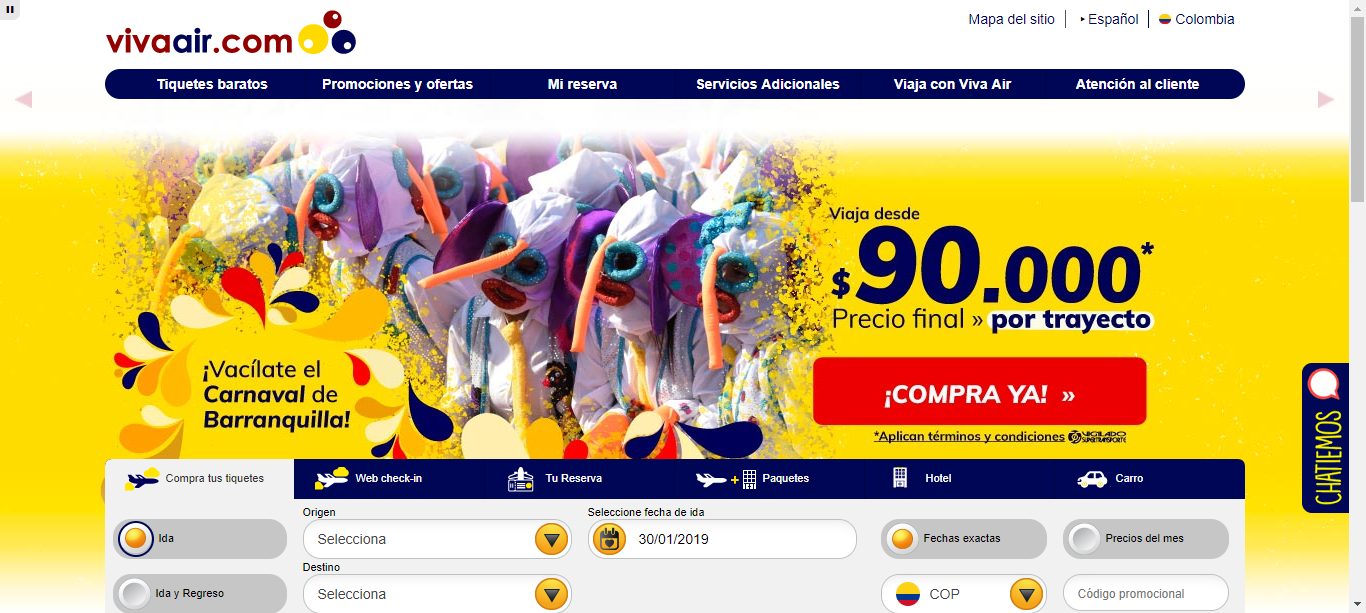 Mapa del sitio
Español
Colombia
vivaair.com
Tiquetes baratos
Promociones y ofertas
Mi reserva
Servicios Adicionales
Viaja con Viva Air
Atención al cliente
Viaja desde
$90.000*
Precio final » por trayecto
¡Vacílate el
Carnaval de
Barranquilla!
¡COMPRA YA! »
*Aplican términos y condiciones VIGILADO SUPERTRANSPORTE
CHATIEMOS
Compra tus tiquetes
Web check-in
Tu Reserva
Paquetes
Hotel
Carro
Origen
Seleccione fecha de ida
Ida
Selecciona
30/01/2019
Fechas exactas
Precios del mes
Destino
Ida y Regreso
Selecciona
COP
Código promocional